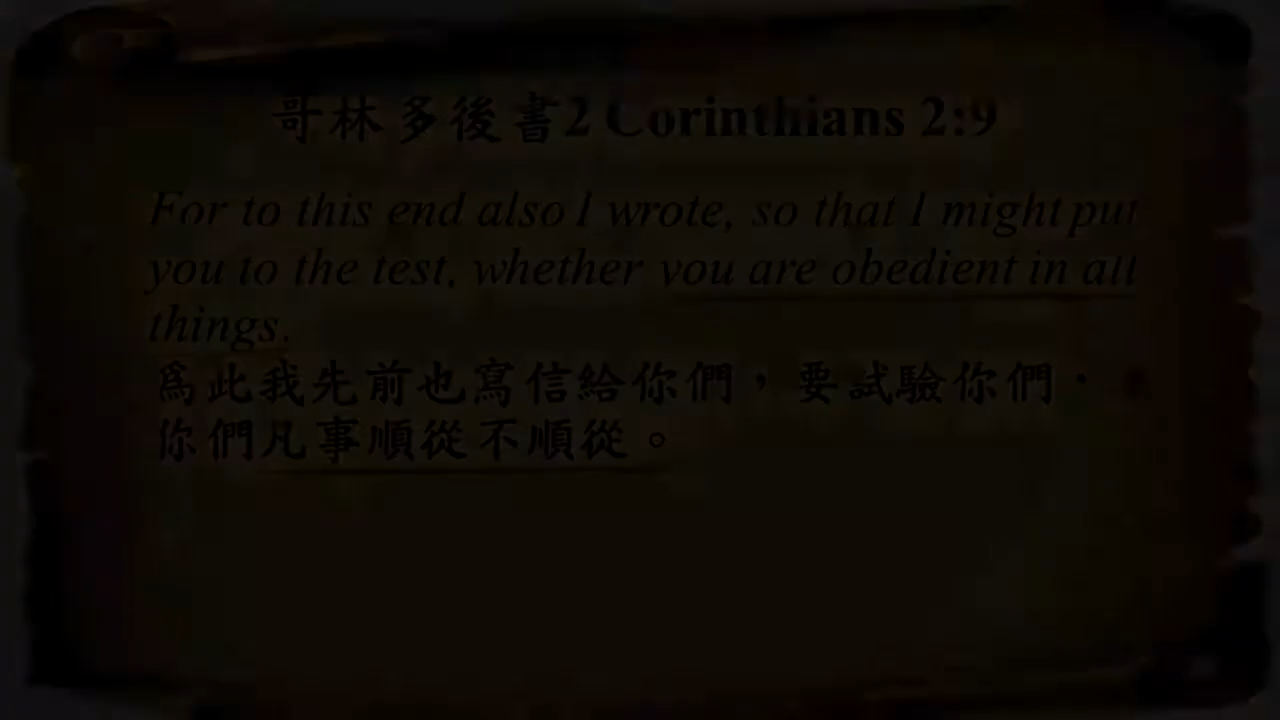 哥林多後書2 Corinthians 2:9
For to this end also I wrote, so that I might put
you to the test, whether you are obedient in all
things.
爲此我先前也寫信給你們，要試驗你們．
你們凡事順從不順從。